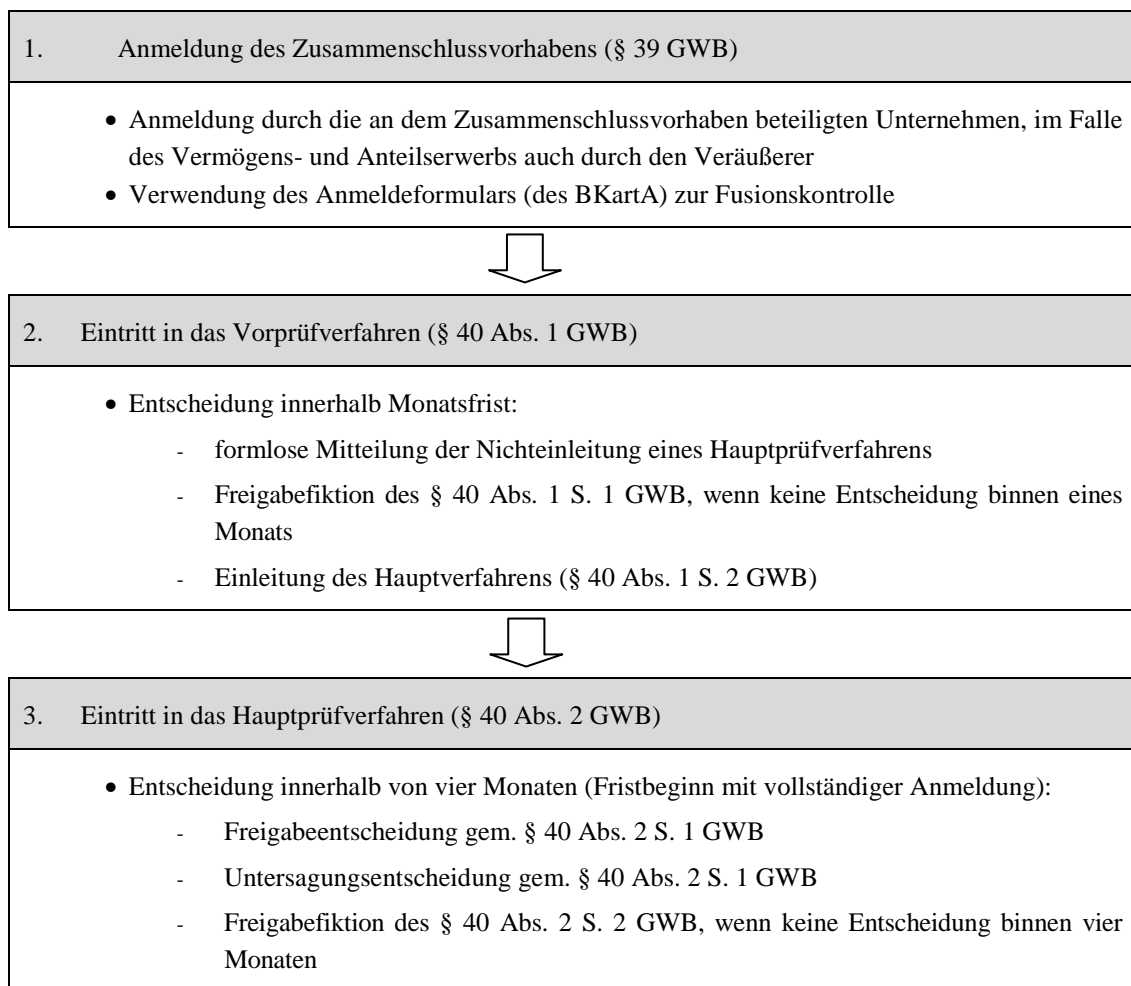 1. Anmeldung des Zusammenschlussvorhabens (§ 39 GWB)
• Anmeldung durch die an dem Zusammenschlussvorhaben beteiligten Unternehmen, im Falle
des Vermögens- und Anteilserwerbs auch durch den Veräußerer
• Verwendung des Anmeldeformulars (des BKartA) zur Fusionskontrolle
2. Eintritt in das Vorprüfverfahren (§ 40 Abs. 1 GWB)
• Entscheidung innerhalb Monatsfrist:
- formlose Mitteilung der Nichteinleitung eines Hauptprüfverfahrens
- Freigabefiktion des § 40 Abs. 1 S. 1 GWB, wenn keine Entscheidung binnen eines
Monats
- Einleitung des Hauptverfahrens (§ 40 Abs. 1 S. 2 GWB)
3. Eintritt in das Hauptprüfverfahren (§ 40 Abs. 2 GWB)
• Entscheidung innerhalb von vier Monaten (Fristbeginn mit vollständiger Anmeldung):
- Freigabeentscheidung gem. § 40 Abs. 2 S. 1 GWB
- Untersagungsentscheidung gem. § 40 Abs. 2 S. 1 GWB
- Freigabefiktion des § 40 Abs. 2 S. 2 GWB, wenn keine Entscheidung binnen vier
Monaten